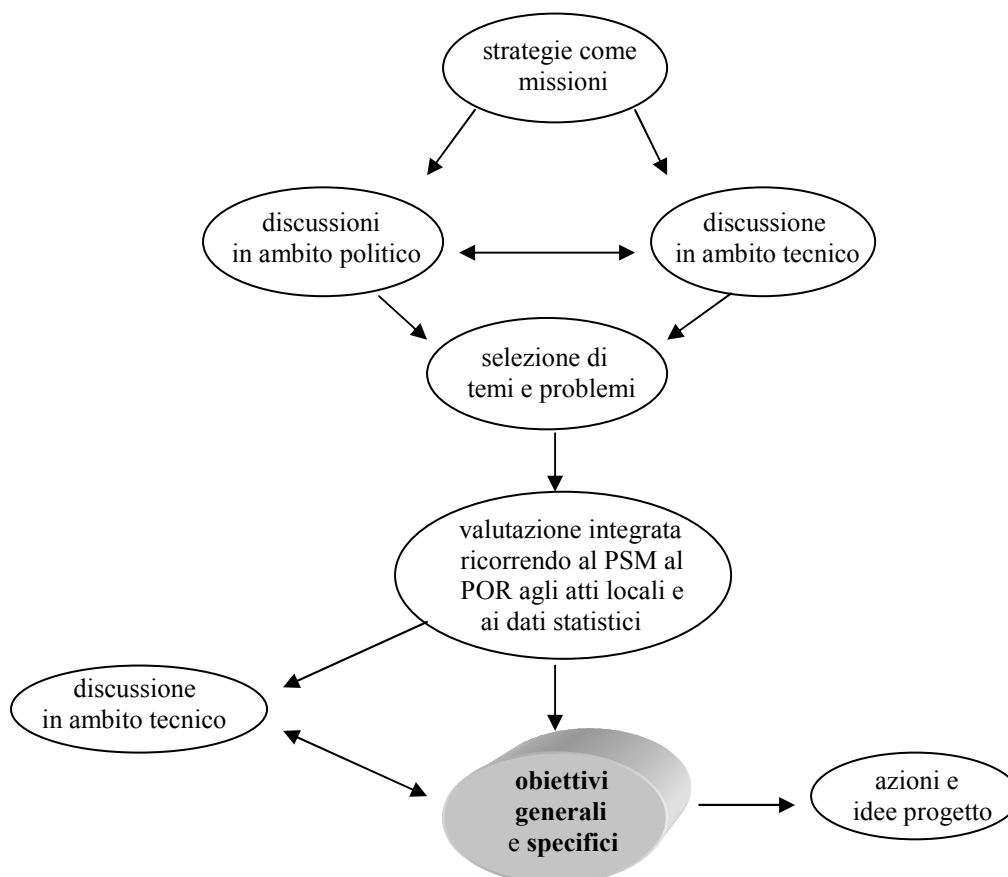 strategie come
missioni
discussioni
in ambito politico
discussione
in ambito tecnico
selezione di
temi e problemi
valutazione integrata
ricorrendo al PSM al
POR agli atti locali e
ai dati statistici
discussione
in ambito tecnico
obiettivi
generali
e specifici
azioni e
idee progetto